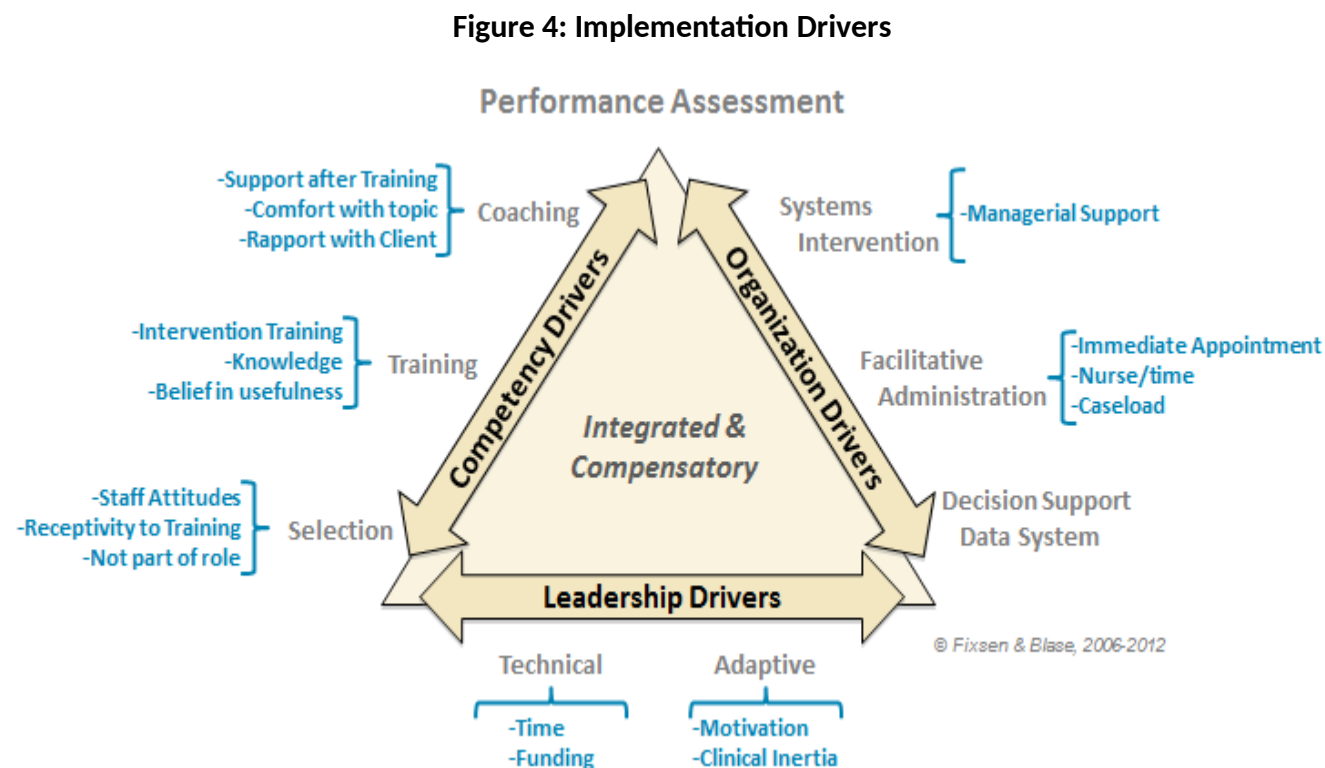 Figure 4: Implementation Drivers
Performance Assessment
-Support after Training
-Comfort with topic
-Rapport with Client
Coaching
Systems
Intervention
-Managerial Support
-Intervention Training
-Knowledge
-Belief in usefulness
Training
Facilitative
Administration
-Immediate Appointment
-Nurse/time
-Caseload
-Staff Attitudes
-Receptivity to Training
-Not part of role
Selection
Decision Support
Data System
Competency Drivers
Organization Drivers
Integrated &
Compensatory
Leadership Drivers
© Fixsen & Blase, 2006-2012
Technical
-Time
-Funding
Adaptive
-Motivation
-Clinical Inertia